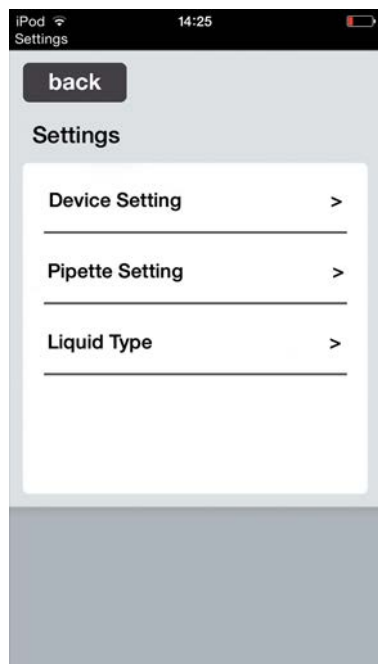 iPod 14:25
Settings
back
Settings
Device Setting >
Pipette Setting >
Liquid Type >